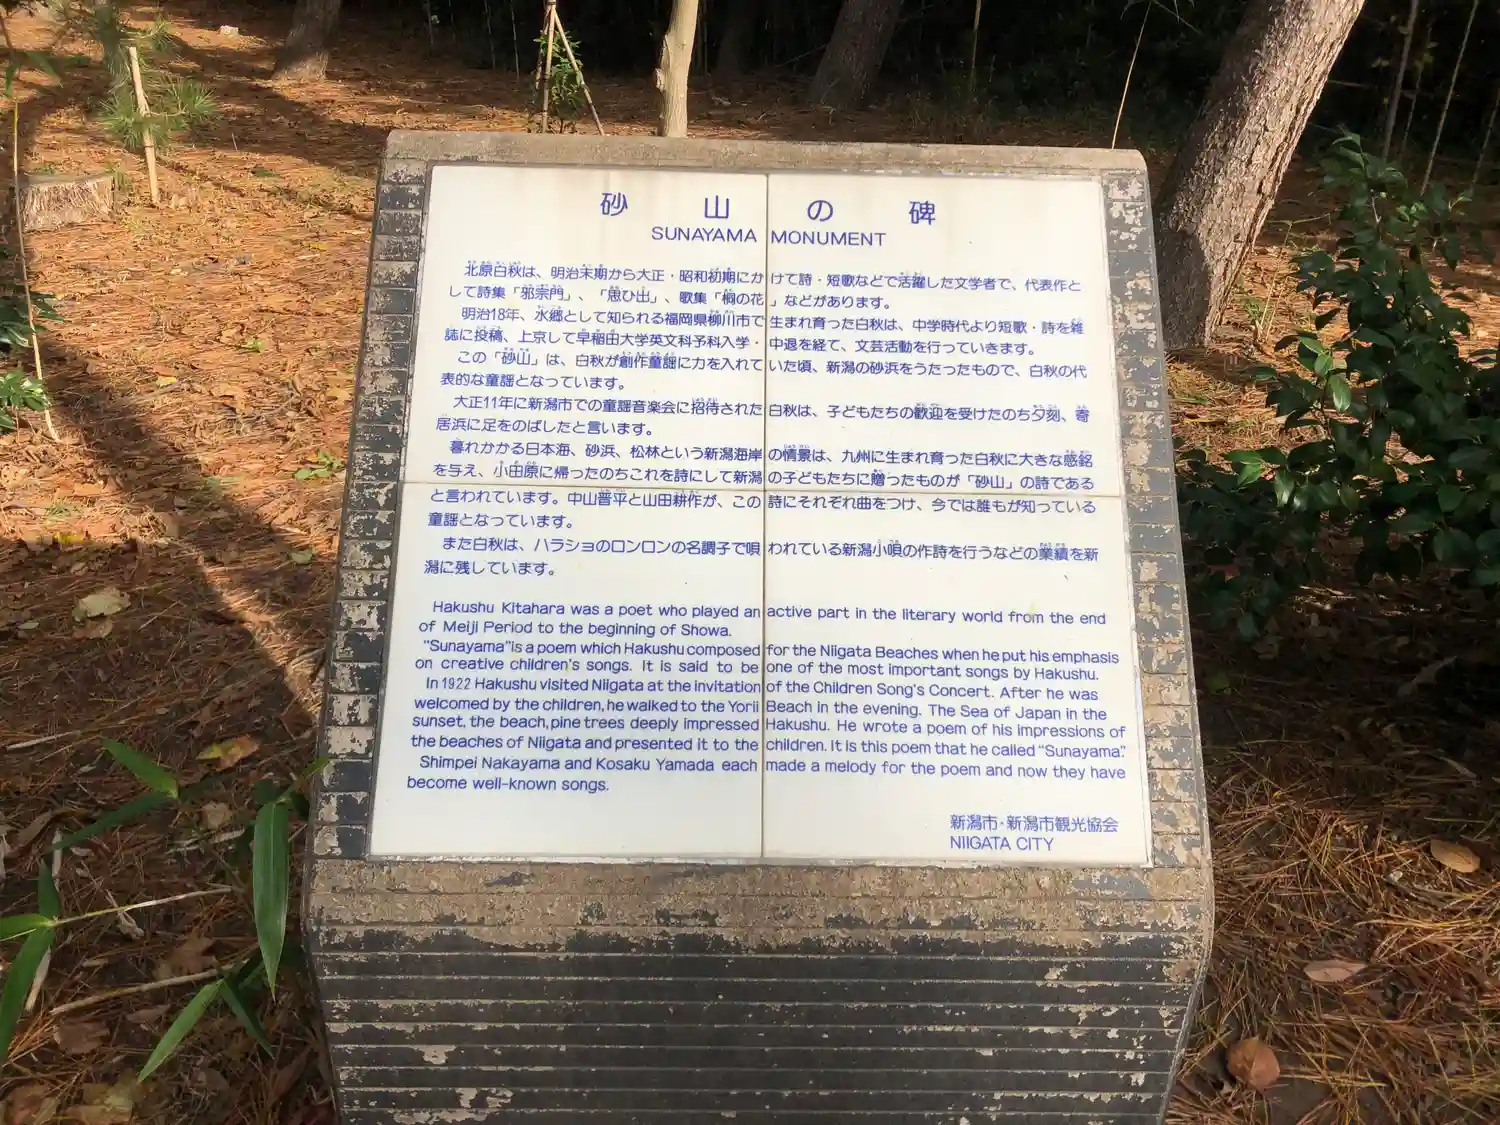 砂山の碑
SUNAYAMA MONUMENT
北原白秋は、明治末期から大正・昭和初期にかけて詩・短歌などで活躍した文学者で、代表作と
して詩集「邪宗門」、「思ひ出」、歌集「桐の花」などがあります。
明治18年、水郷として知られる福岡県柳川市で生まれ育った白秋は、中学時代より短歌・詩を雑
誌に投稿、上京して早稲田大学英文科予科入学・中退を経て、文芸活動を行っていきます。
この「砂山」は、白秋が創作童謡に力を入れていた頃、新潟の砂浜をうたったもので、白秋の代
表的な童謡となっています。
大正11年に新潟市での童謡音楽会に招待された白秋は、子どもたちの歓迎を受けたのち夕刻、寄
居浜に足をのばしたと言います。
暮れかかる日本海、砂浜、松林という新潟海岸の情景は、九州に生まれ育った白秋に大きな感銘
を与え、小田原に帰ったのちこれを詩にして新潟の子どもたちに贈ったものが「砂山」の詩である
と言われています。中山晋平と山田耕作が、この詩にそれぞれ曲をつけ、今では誰もが知っている
童謡となっています。
また白秋は、ハラショのロンロンの名調子で唄われている新潟小唄の作詩を行うなどの業績を新
潟に残しています。
Hakushu Kitahara was a poet who played an active part in the literary world from the end
of Meiji Period to the beginning of Showa.
"Sunayama" is a poem which Hakushu composed for the Niigata Beaches when he put his emphasis
on creative children's songs. It is said to be one of the most important songs by Hakushu.
In 1922 Hakushu visited Niigata at the invitation of the Children Song's Concert. After he was
welcomed by the children, he walked to the Yorii Beach in the evening. The Sea of Japan in the
sunset, the beach, pine trees deeply impressed Hakushu. He wrote a poem of his impressions of
the beaches of Niigata and presented it to the children. It is this poem that he called "Sunayama."
Shimpei Nakayama and Kosaku Yamada each made a melody for the poem and now they have
become well-known songs.
新潟市・新潟市観光協会
NIIGATA CITY